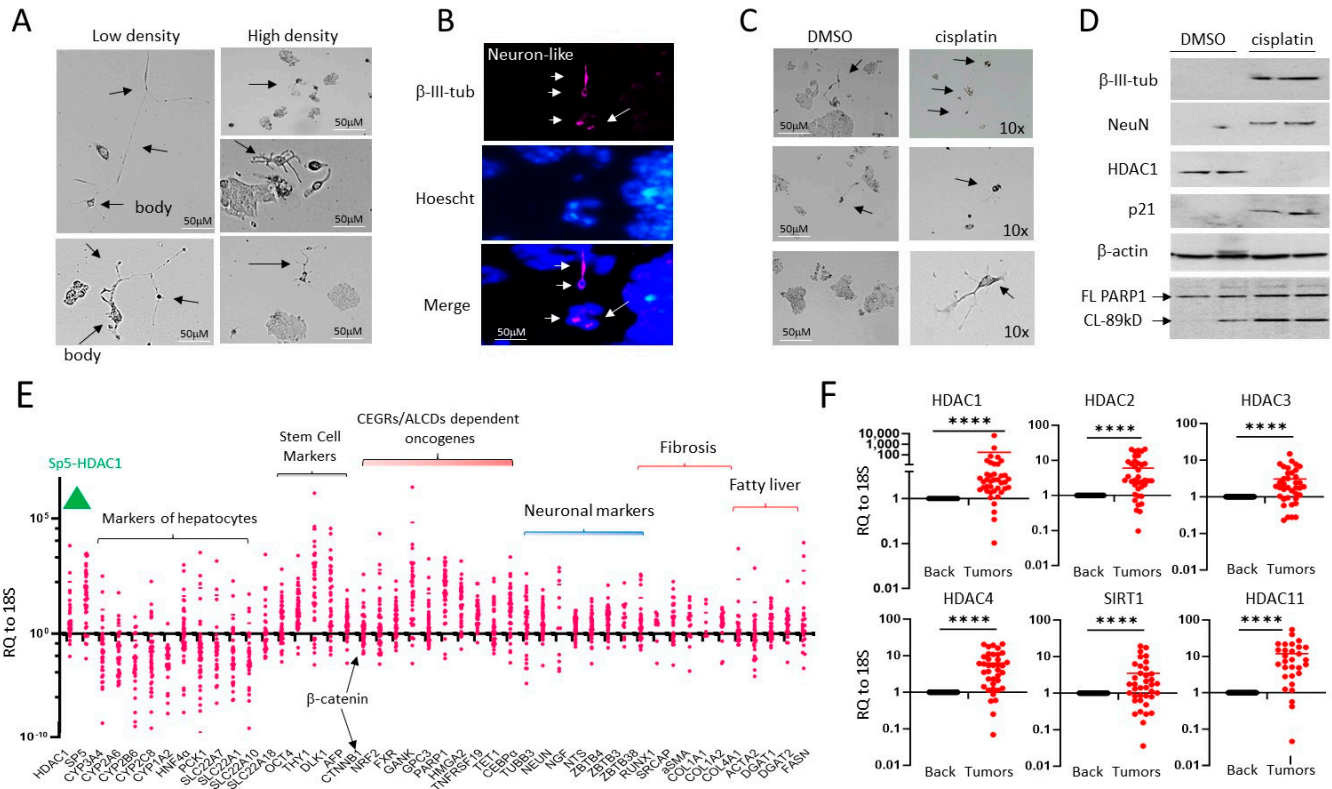 A
Low density
High density
body
50µM
50µM
50µM
body
50µM
50µM
B
Neuron-like
β-III-tub
Hoescht
Merge
50µM
C
DMSO
cisplatin
50µM
10x
50µM
10x
50µM
10x
D
DMSO
cisplatin
β-III-tub
NeuN
HDAC1
p21
β-actin
FL PARP1
CL-89kD
E
Sp5-HDAC1
Markers of hepatocytes
Stem Cell
Markers
CEGRs/ALCDs dependent
oncogenes
Neuronal markers
Fibrosis
Fatty liver
RQ to 18S
10⁵
10⁰
10⁻¹⁰
β-catenin
HDAC1
SP5
CYP3A4
CYP2A6
CYP2B6
CYP2C8
CYP1A2
HNF4α
PCK1
SLC22A7
SLC22A1
SLC22A10
SLC22A18
OCT4
THY1
DLK1
AFP
CTNNB1
NRF2
FXR
GANK
GPC3
PARP1
HMGA2
TNFRSF19
TET1
CEBPα
TUBB3
NEUN
NGF
NTS
ZBTB4
ZBTB3
ZBTB38
RUNX1
SRCAP
aSMA
COL1A1
COL1A2
COL4A1
ACTA2
DGAT1
DGAT2
FASN
F
HDAC1
****
10,000
1,000
100
10
1
0.1
0.01
RQ to 18S
Back
Tumors
HDAC2
****
100
10
1
0.1
0.01
Back
Tumors
HDAC3
****
100
10
1
0.1
0.01
Back
Tumors
HDAC4
****
100
10
1
0.1
0.01
RQ to 18S
Back
Tumors
SIRT1
****
100
10
1
0.1
0.01
Back
Tumors
HDAC11
****
100
10
1
0.1
0.01
Back
Tumors